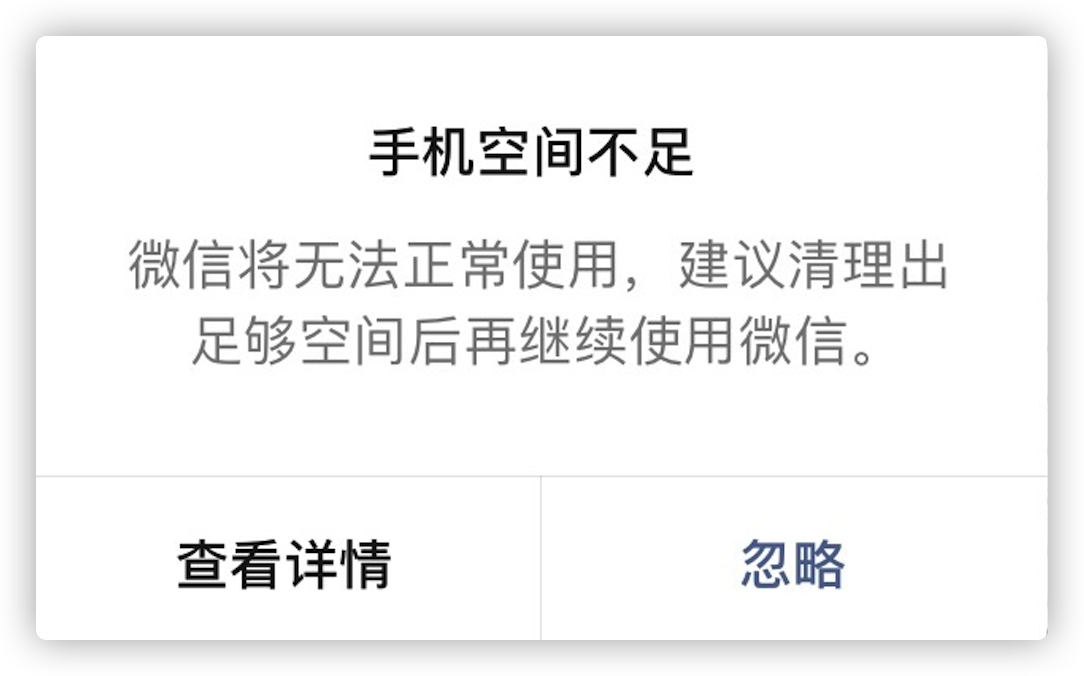 手机空间不足
微信将无法正常使用，建议清理出
足够空间后再继续使用微信。
查看详情
忽略